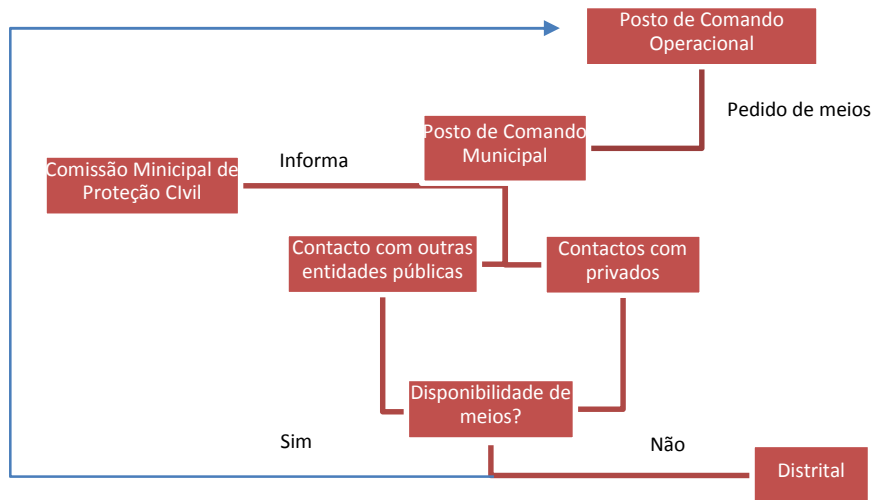 Posto de Comando
Operacional
Pedido de meios
Posto de Comando
Municipal
Informa
Comissão Minicipal de
Proteção CIvil
Contacto com outras
entidades públicas
Contactos com
privados
Disponibilidade de
meios?
Sim
Não
Distrital